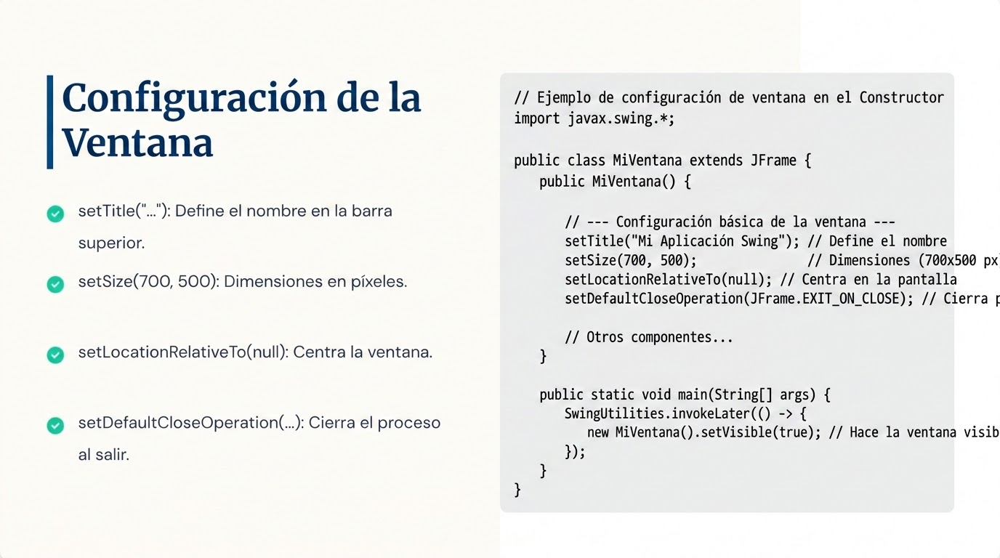 Configuración de la
Ventana
setTitle("..."): Define el nombre en la barra
superior.
setSize(700, 500): Dimensiones en píxeles.
setLocationRelativeTo(null): Centra la ventana.
setDefaultCloseOperation(...): Cierra el proceso
al salir.
// Ejemplo de configuración de ventana en el Constructor
import javax.swing.*;
public class MiVentana extends JFrame {
public MiVentana() {
// --- Configuración básica de la ventana ---
setTitle("Mi Aplicación Swing"); // Define el nombre
setSize(700, 500); // Dimensiones (700x500 px)
setLocationRelativeTo(null); // Centra en la pantalla
setDefaultCloseOperation(JFrame.EXIT_ON_CLOSE); // Cierra
// Otros componentes...
}
public static void main(String[] args) {
SwingUtilities.invokeLater(() -> {
new MiVentana().setVisible(true); // Hace la ventana
});
}
}